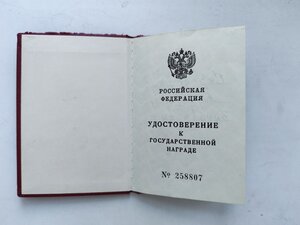 РОССИЙСКАЯ
ФЕДЕРАЦИЯ
УДОСТОВЕРЕНИЕ
К
ГОСУДАРСТВЕННОЙ
НАГРАДЕ
№ 258807